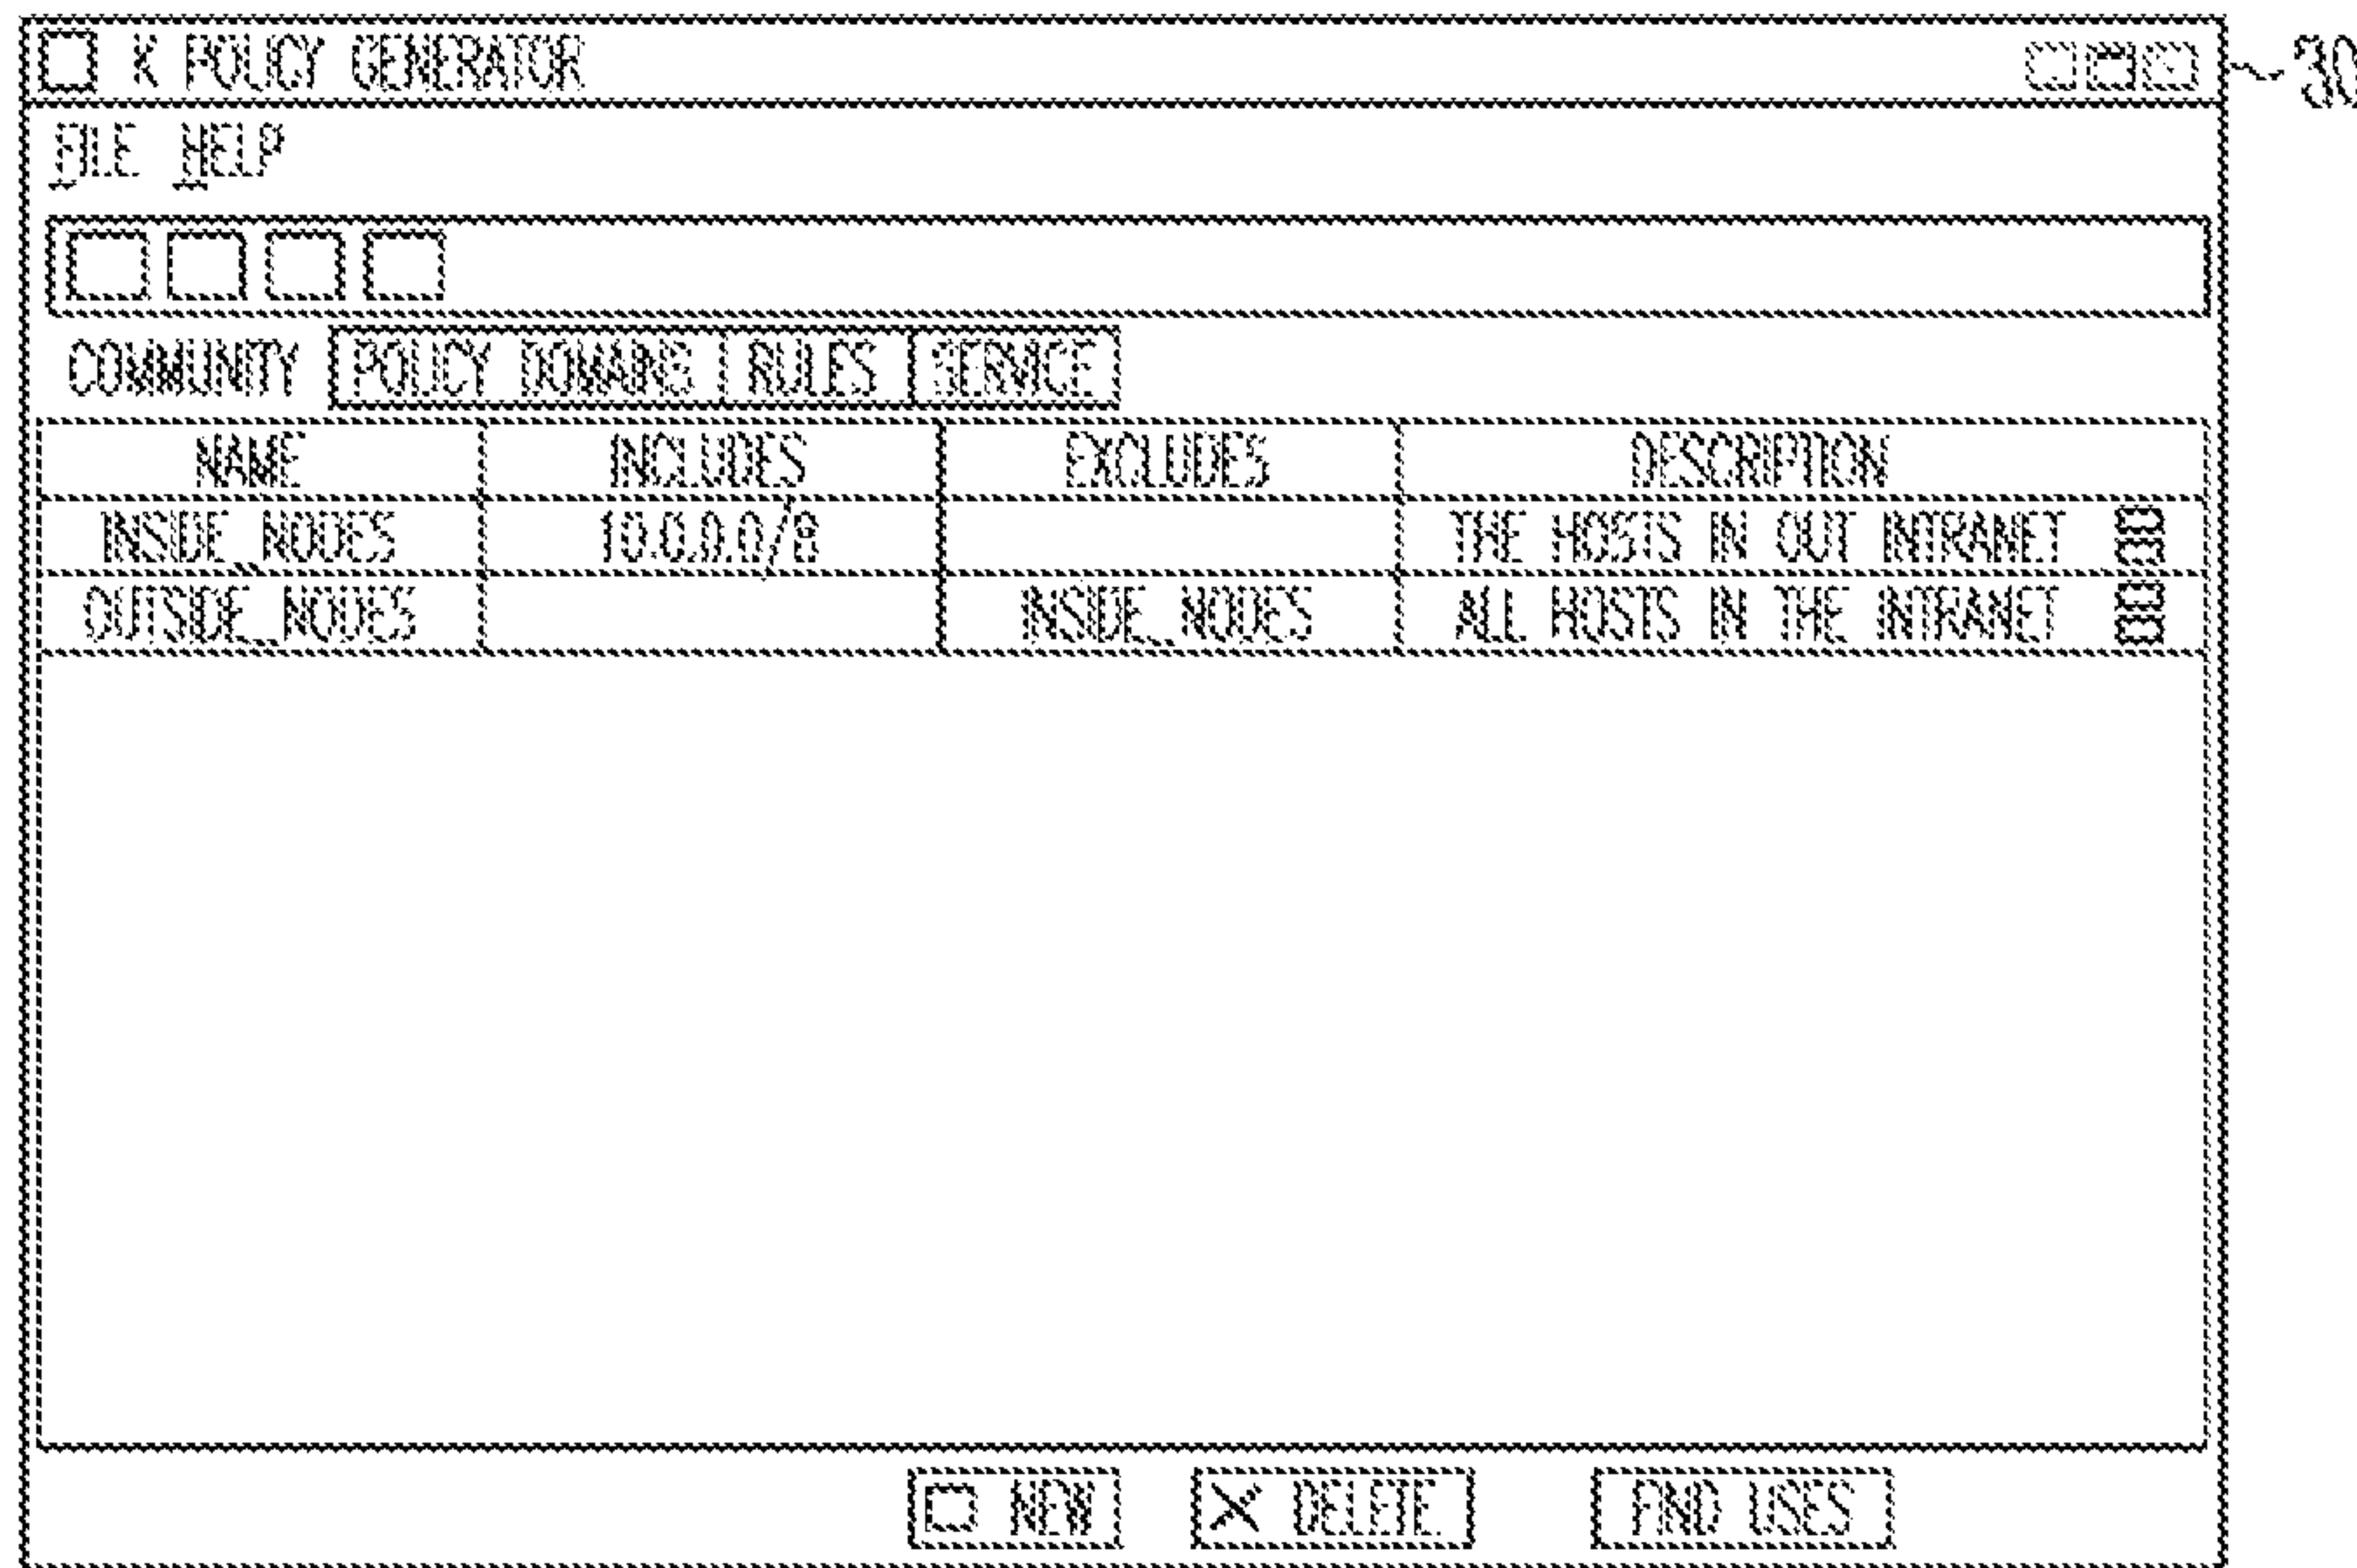 K POLICY GENERATOR
30
FILE HELP
COMMUNITY POLICY DOMAINS RULES SERVICE
NAME INCLUDES EXCLUDES DESCRIPTION
INSIDE_NODES 10.0.0.0/8 THE HOSTS IN OUT INTRANET
OUTSIDE_NODES INSIDE_NODES ALL HOSTS IN THE INTRANET
NEW DELETE FIND USES